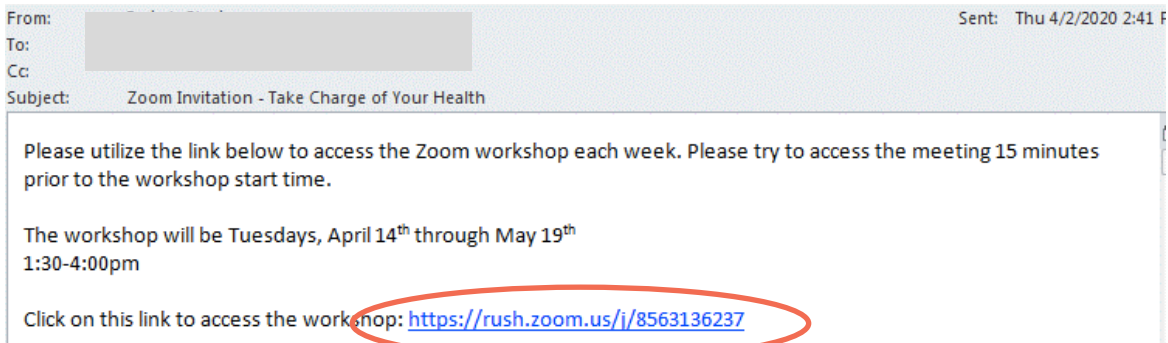 From:
Sent: Thu 4/2/2020 2:41
To:
Cc:
Subject: Zoom Invitation - Take Charge of Your Health
Please utilize the link below to access the Zoom workshop each week. Please try to access the meeting 15 minutes
prior to the workshop start time.
The workshop will be Tuesdays, April 14th through May 19th
1:30-4:00pm
Click on this link to access the workshop: https://rush.zoom.us/j/8563136237